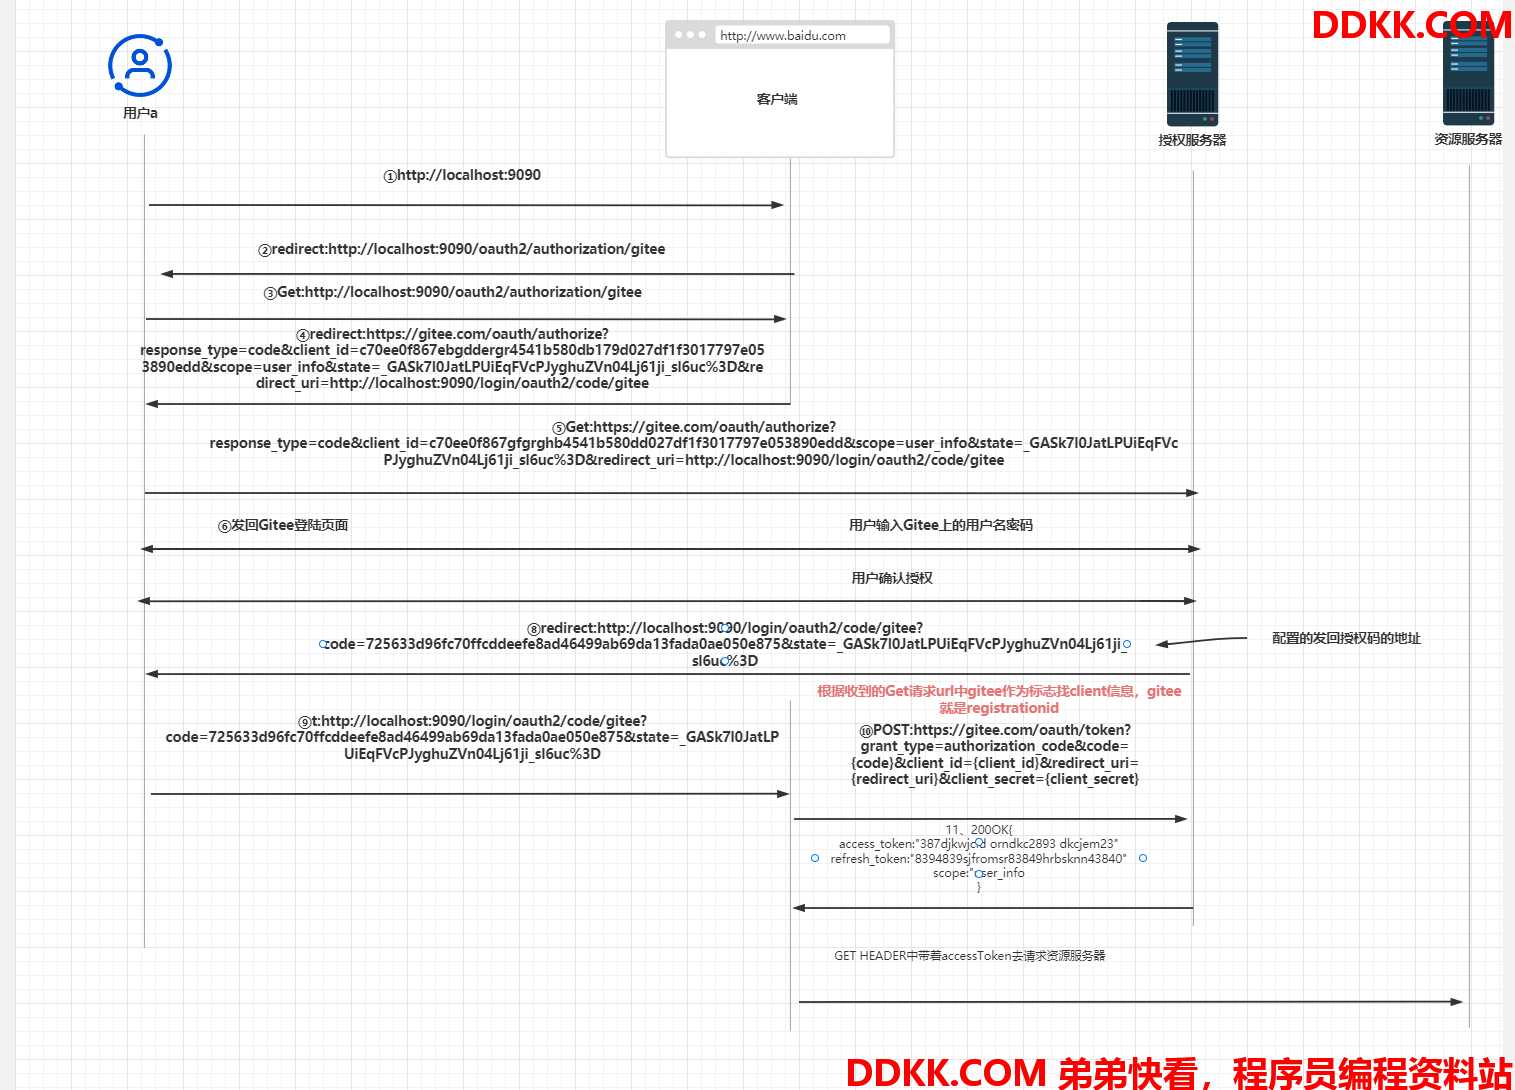 DDKK.COM
http://www.baidu.com
客户端
用户a
授权服务器
资源服务器
①http://localhost:9090
②redirect:http://localhost:9090/oauth2/authorization/gitee
③Get:http://localhost:9090/oauth2/authorization/gitee
④redirect:https://gitee.com/oauth/authorize?
response_type=code&client_id=c70ee0f867ebgddergr4541b580db179d027df1f3017797e05
3890edd&scope=user_info&state=_GASk7l0JatLPUiEqFVcPJyghuZVn04Lj61ji_sl6uc%3D&re
direct_uri=http://localhost:9090/login/oauth2/code/gitee
⑤Get:https://gitee.com/oauth/authorize?
response_type=code&client_id=c70ee0f867gfgrghb4541b580dd027df1f3017797e053890edd&scope=user_info&state=_GASk7l0JatLPUiEqFVc
PJyghuZVn04Lj61ji_sl6uc%3D&redirect_uri=http://localhost:9090/login/oauth2/code/gitee
⑥发回Gitee登陆页面
用户输入Gitee上的用户名密码
用户确认授权
⑧redirect:http://localhost:9090/login/oauth2/code/gitee?
code=725633d96fc70ffcddeefe8ad46499ab69da13fada0ae050e875&state=_GASk7l0JatLPUiEqFVcPJyghuZVn04Lj61ji_
sl6uc%3D
配置的发回授权码的地址
根据收到的Get请求url中gitee作为标志找client信息，gitee
就是registrationid
⑨t:http://localhost:9090/login/oauth2/code/gitee?
code=725633d96fc70ffcddeefe8ad46499ab69da13fada0ae050e875&state=_GASk7l0JatLP
UiEqFVcPJyghuZVn04Lj61ji_sl6uc%3D
⑩POST:https://gitee.com/oauth/token?
grant_type=authorization_code&code=
{code}&client_id={client_id}&redirect_uri=
{redirect_uri}&client_secret={client_secret}
11、200OK{
access_token:"387djkwjcid orndkc2893 dkcjem23"
refresh_token:"8394839sjfromsr83849hrbsknn43840"
scope:"user_info
}
GET HEADER中带着accessToken去请求资源服务器
DDKK.COM 弟弟快看，程序员编程资料站